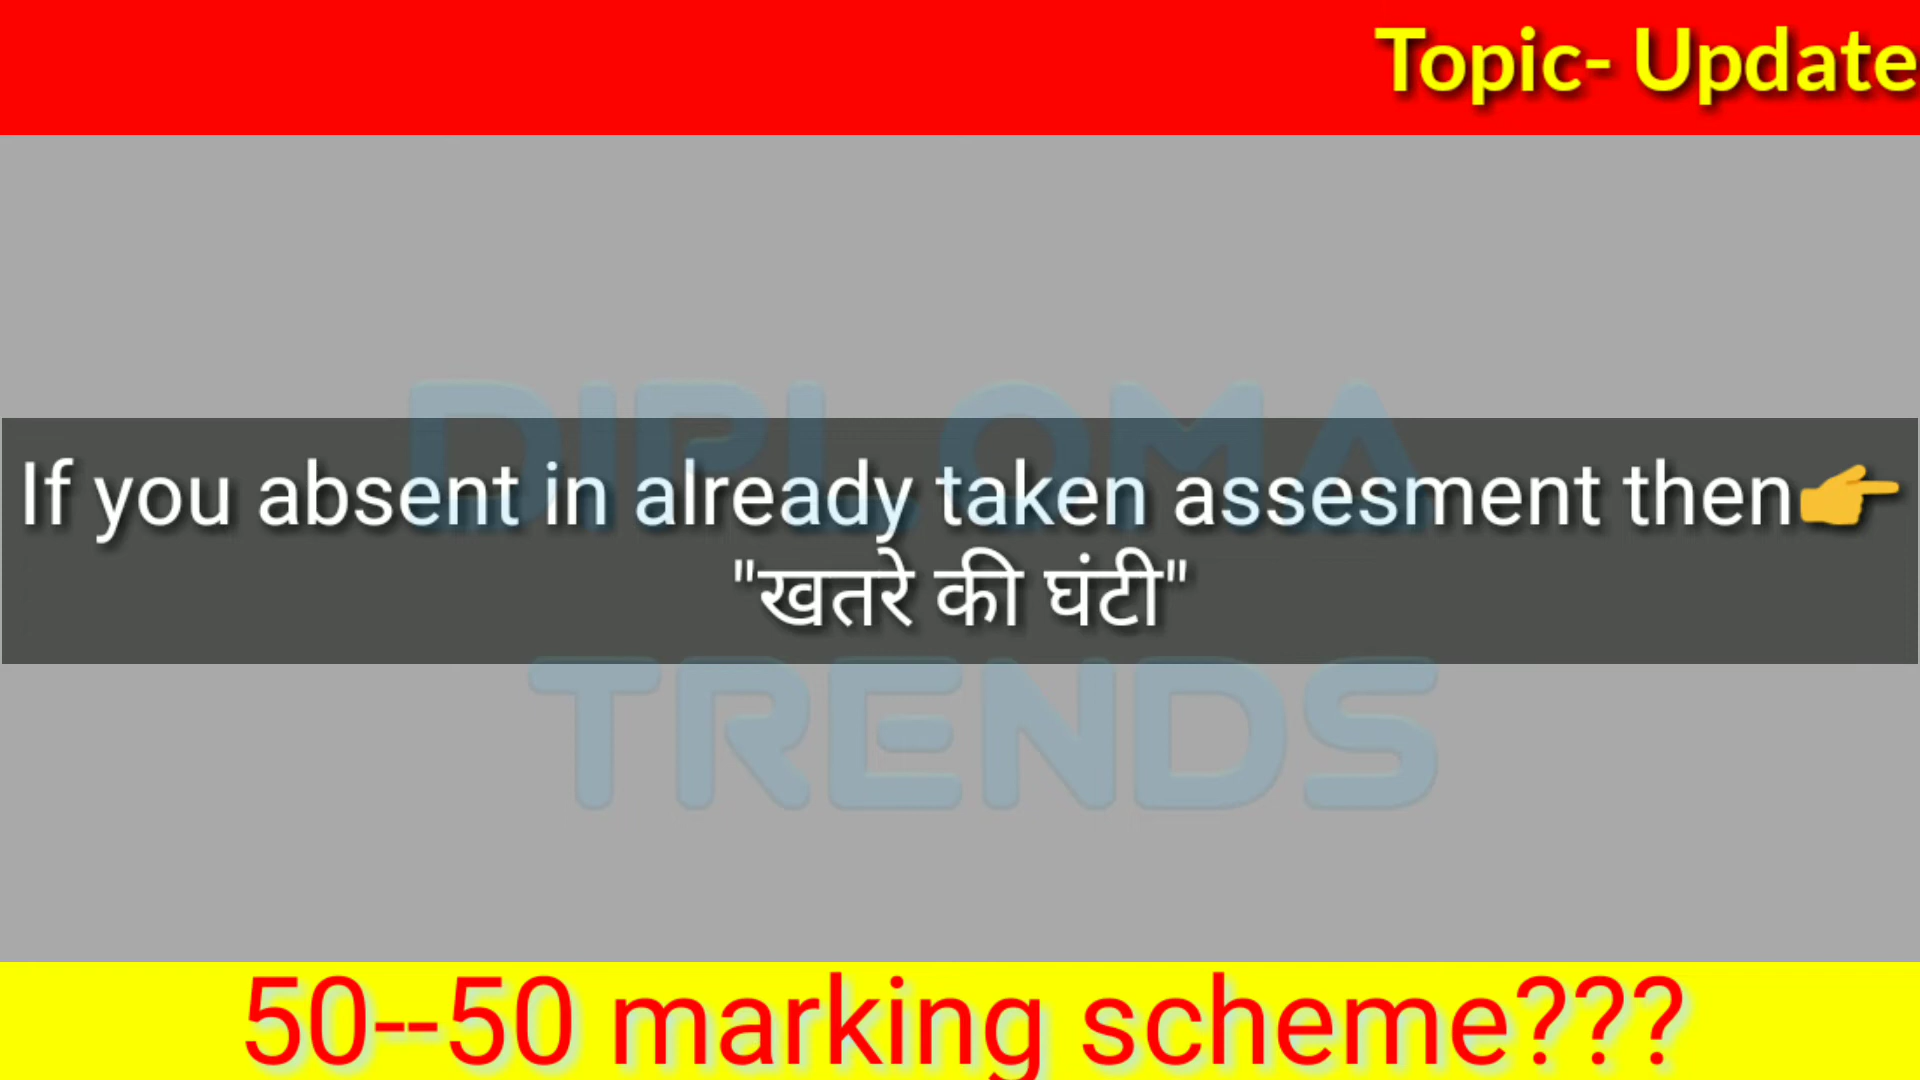 Topic- Update
DIPLOMA
If you absent in already taken assesment then👉
"खतरे की घंटी"
TRENDS
50--50 marking scheme???